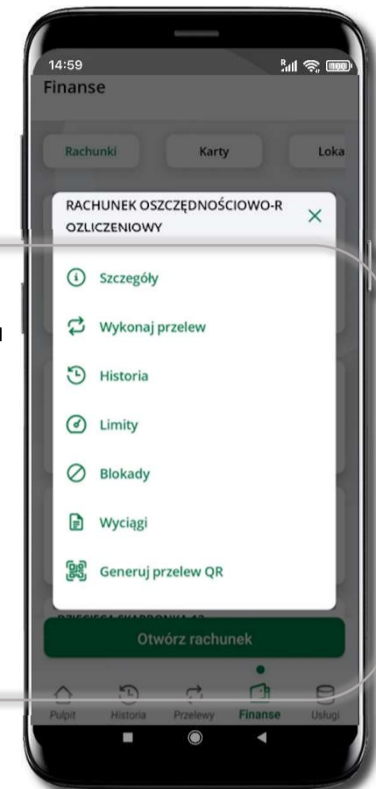 14:59
R
100
Finanse
Rachunki
Karty
Loka
RACHUNEK OSZCZĘDNOŚCIOWO-R
OZLICZENIOWY
Szczegóły
Wykonaj przelew
Historia
Limity
Blokady
Wyciągi
Generuj przelew QR
Otwórz rachunek
Pulpit
Historia
Przelewy
Finanse
Usługi